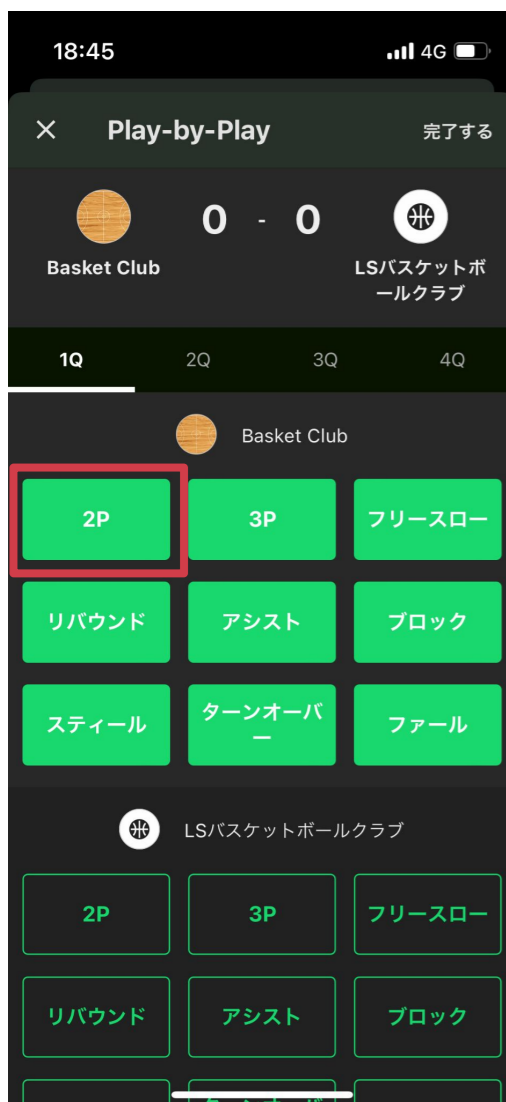 18:45 4G
Play-by-Play 完了する
0 - 0
Basket Club LSバスケットボ
ールクラブ
1Q 2Q 3Q 4Q
Basket Club
2P 3P フリースロー
リバウンド アシスト ブロック
スティール ターンオーバ
ー ファール
LSバスケットボールクラブ
2P 3P フリースロー
リバウンド アシスト ブロック